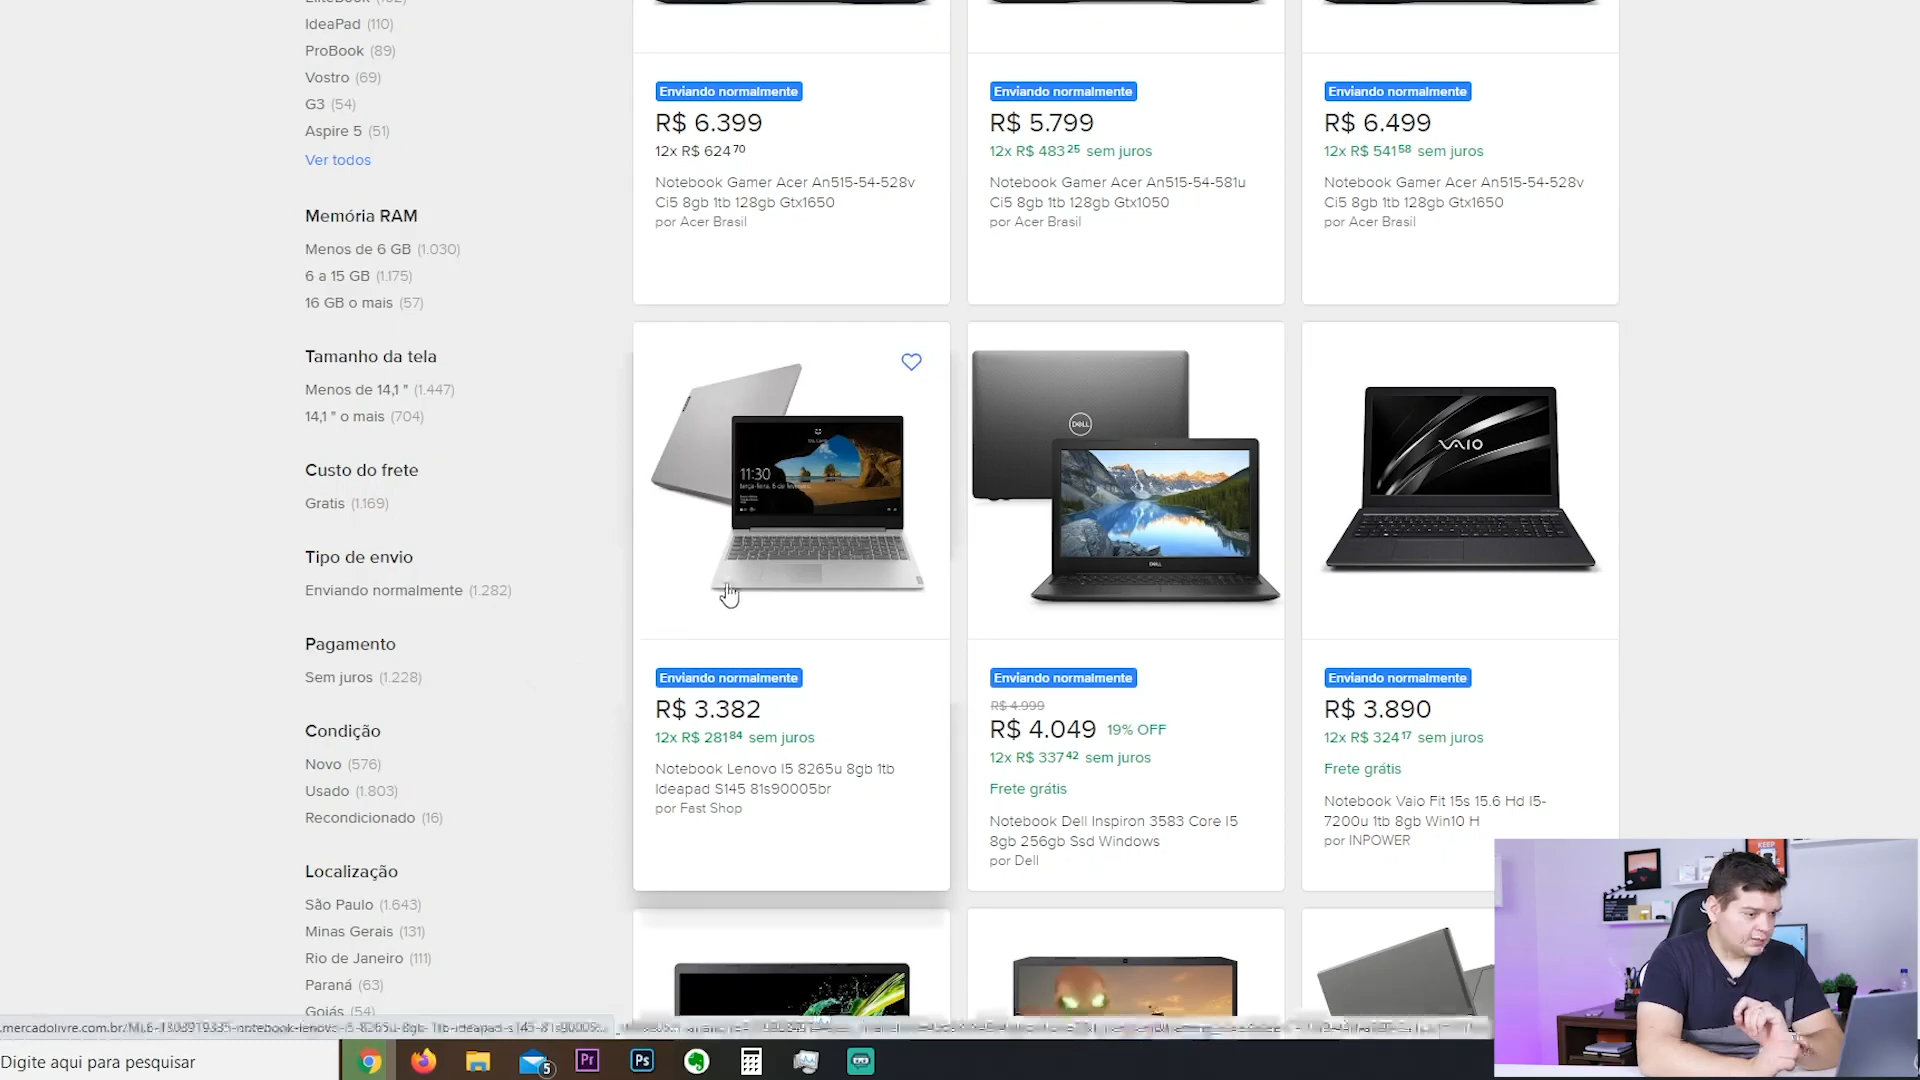 IdeaPad (110)
ProBook (89)
Vostro (69)
G3 (54)
Aspire 5 (51)
Ver todos
Memória RAM
Menos de 6 GB (1.030)
6 a 15 GB (1.175)
16 GB o mais (57)
Tamanho da tela
Menos de 14,1 " (1.447)
14,1 " o mais (704)
Custo do frete
Gratis (1.169)
Tipo de envio
Enviando normalmente (1.282)
Pagamento
Sem juros (1.228)
Condição
Novo (576)
Usado (1.803)
Recondicionado (16)
Localização
São Paulo (1.643)
Minas Gerais (131)
Rio de Janeiro (111)
Paraná (63)
Goiás (54)
Enviando normalmente
R$ 6.399
12x R$ 624 70
Notebook Gamer Acer An515-54-528v
Ci5 8gb 1tb 128gb Gtx1650
por Acer Brasil
Enviando normalmente
R$ 5.799
12x R$ 483 25 sem juros
Notebook Gamer Acer An515-54-581u
Ci5 8gb 1tb 128gb Gtx1050
por Acer Brasil
Enviando normalmente
R$ 6.499
12x R$ 541 58 sem juros
Notebook Gamer Acer An515-54-528v
Ci5 8gb 1tb 128gb Gtx1650
por Acer Brasil
11:30
Enviando normalmente
R$ 3.382
12x R$ 281 84 sem juros
Notebook Lenovo I5 8265u 8gb 1tb
Ideapad S145 81s90005br
por Fast Shop
DELL
DELL
Enviando normalmente
R$ 4.999
R$ 4.049 19% OFF
12x R$ 337 42 sem juros
Frete grátis
Notebook Dell Inspiron 3583 Core I5
8gb 256gb Ssd Windows
por Dell
VAIO
Enviando normalmente
R$ 3.890
12x R$ 324 17 sem juros
Frete grátis
Notebook Vaio Fit 15s 15.6 Hd I5-
7200u 1tb 8gb Win10 H
por INPOWER
KEEP
Digite aqui para pesquisar
5
Pr
Ps